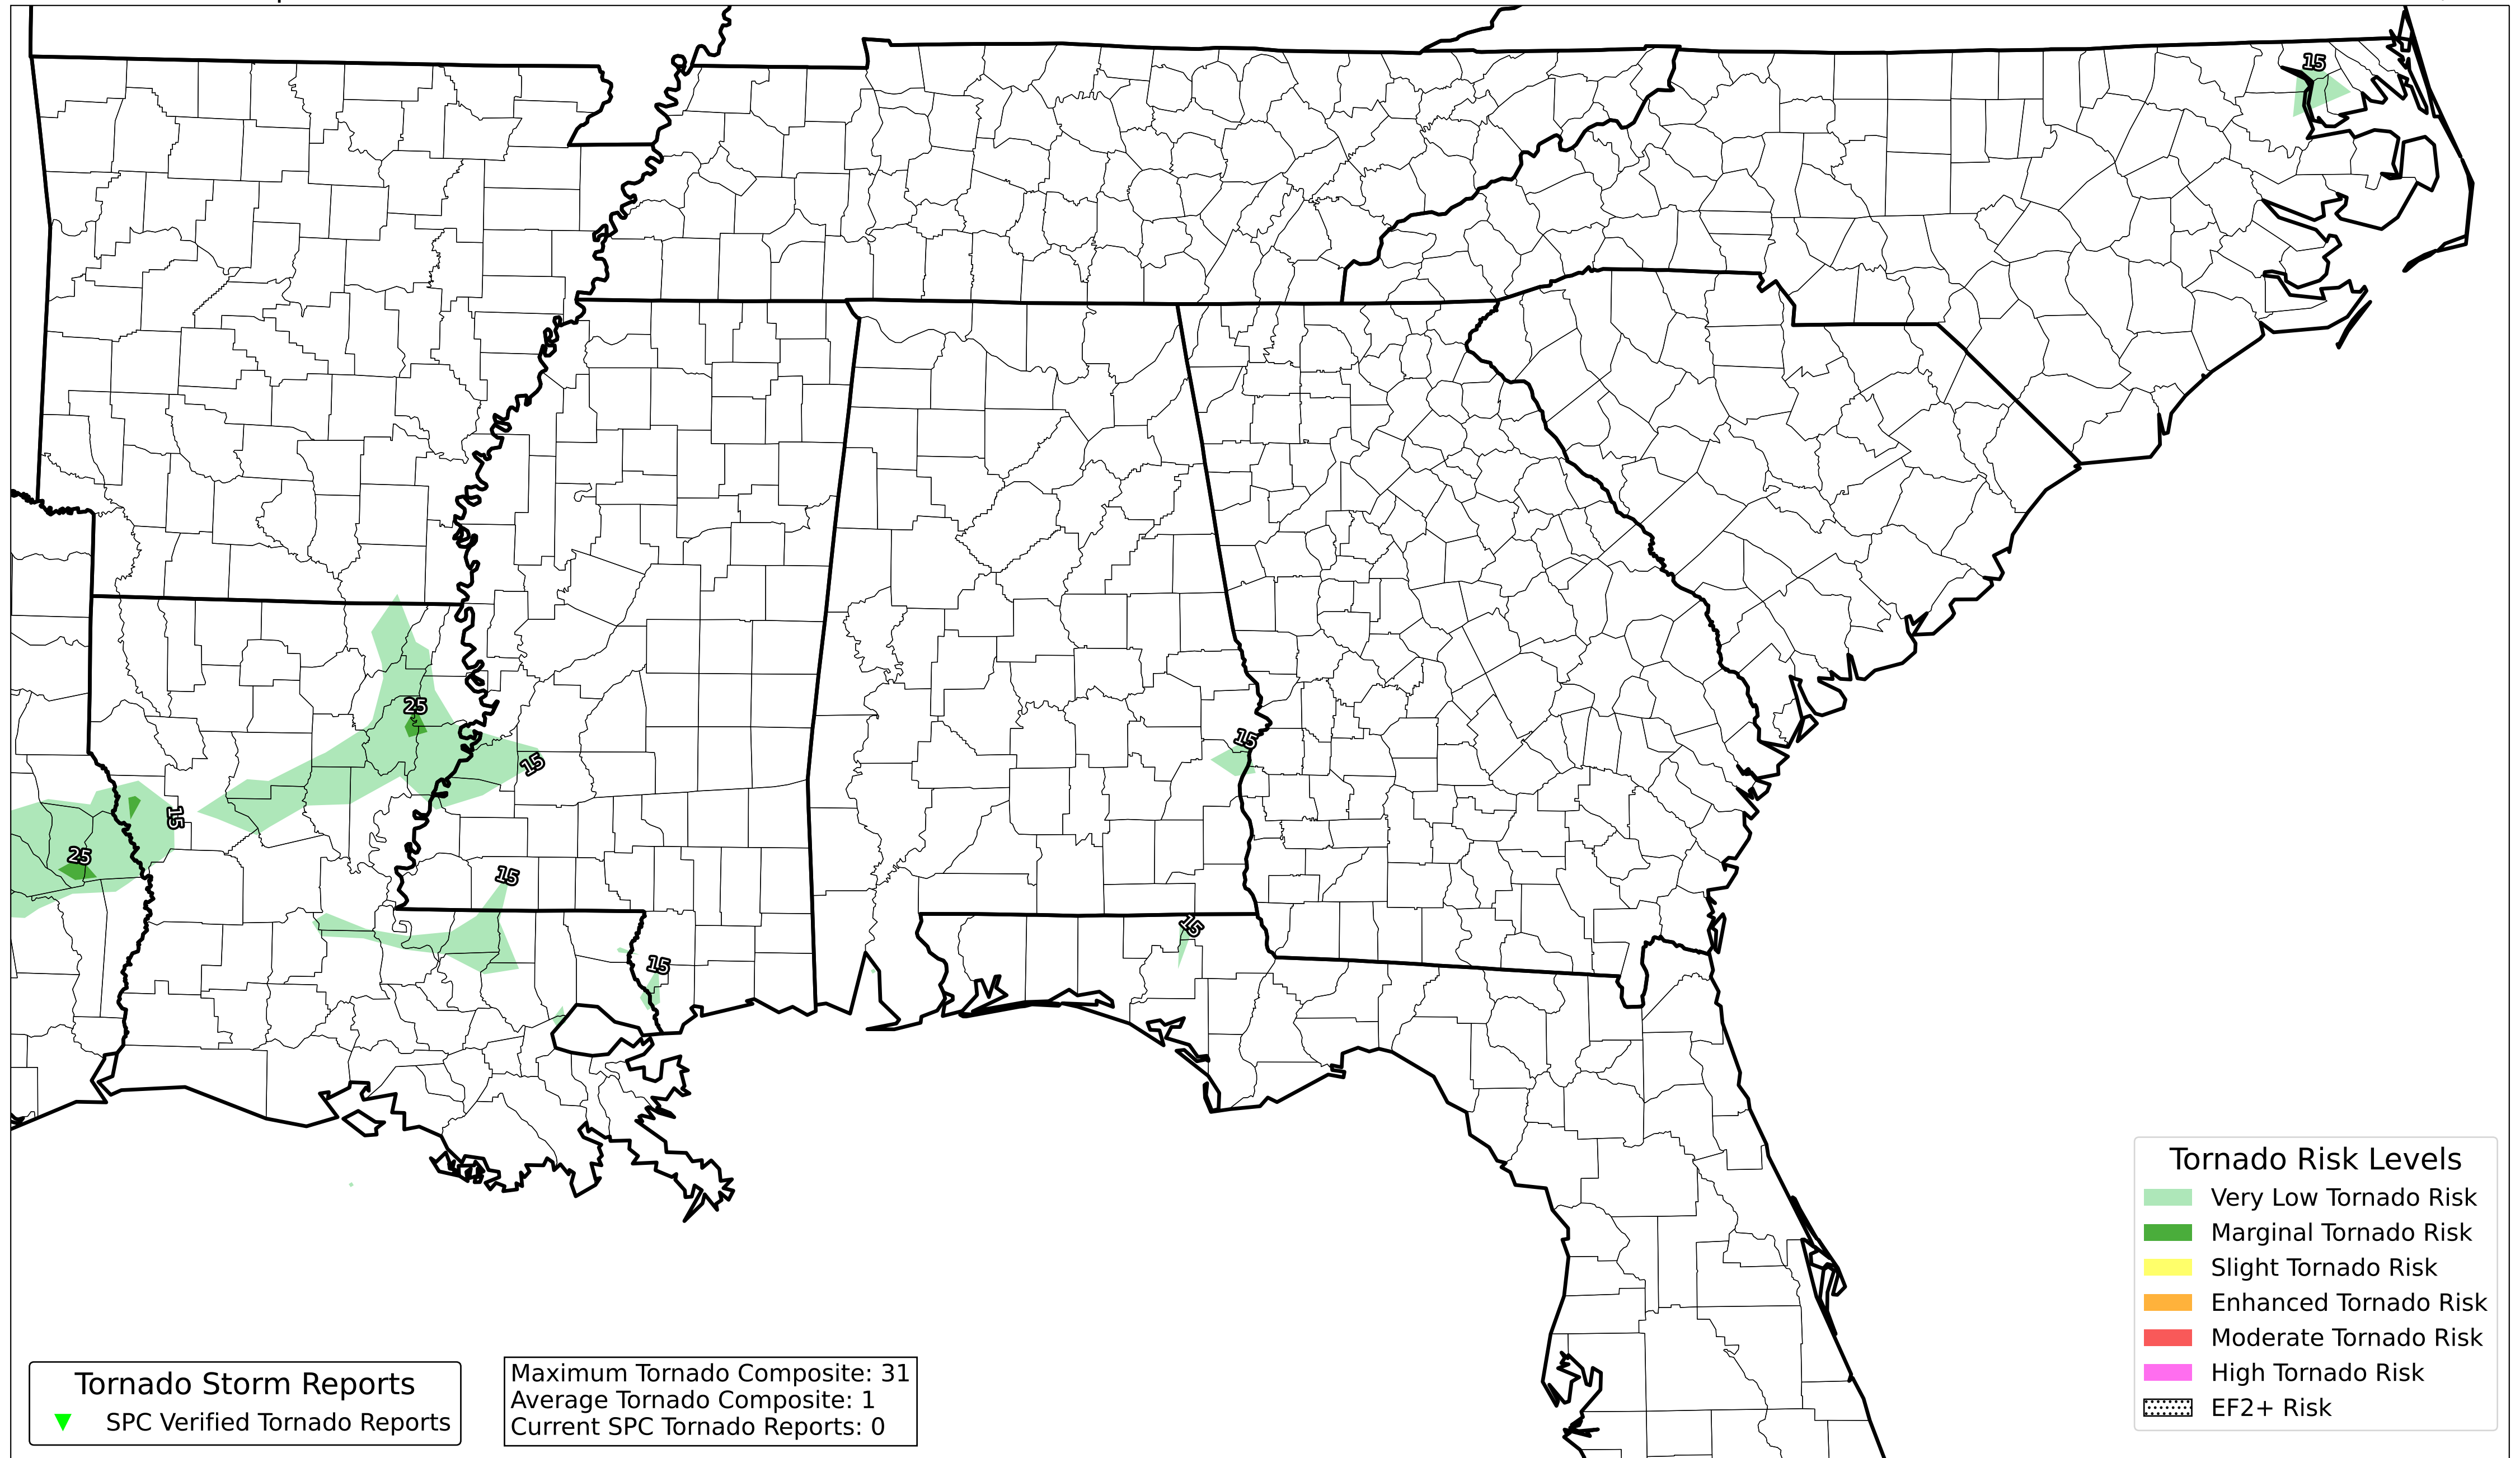 15
25
15
15
15
25
15
15
15
Tornado Risk Levels
Very Low Tornado Risk
Marginal Tornado Risk
Slight Tornado Risk
Enhanced Tornado Risk
Moderate Tornado Risk
High Tornado Risk
EF2+ Risk
Tornado Storm Reports
SPC Verified Tornado Reports
Maximum Tornado Composite: 31
Average Tornado Composite: 1
Current SPC Tornado Reports: 0